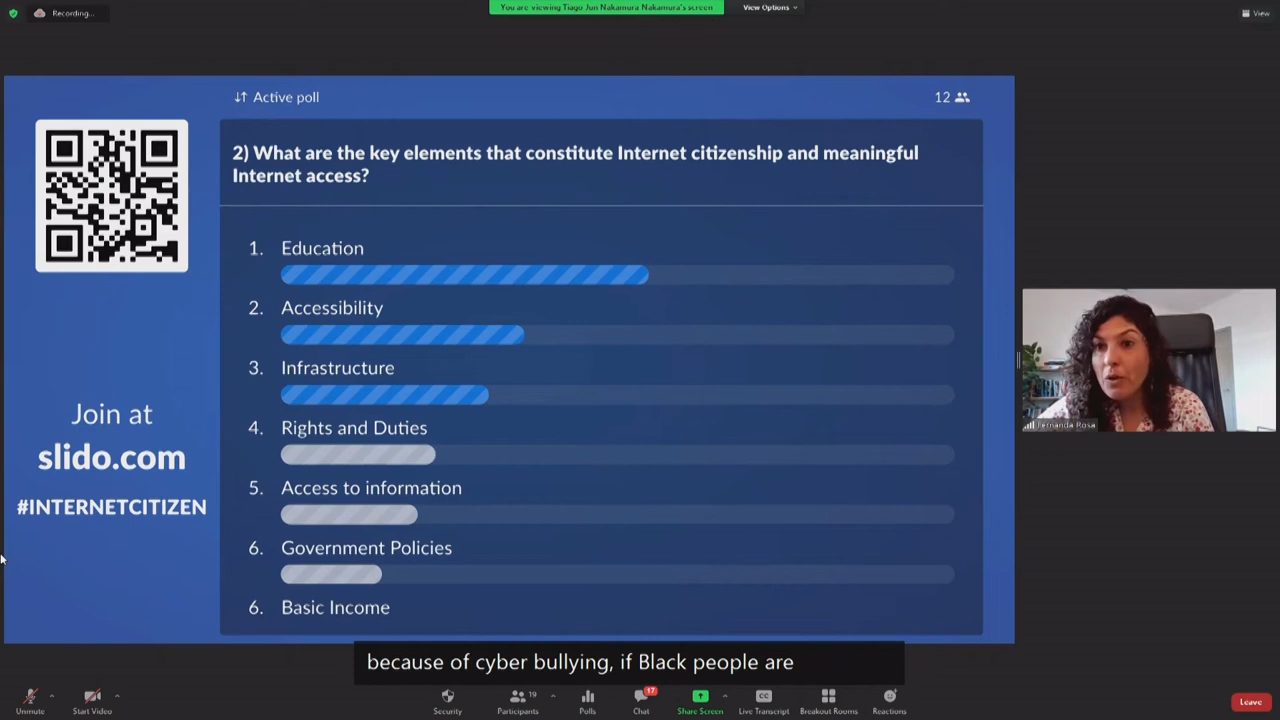 Recording...
You are viewing Tiago Jun Nakamura Nakamura's screen
View Options
View
Active poll
12
2) What are the key elements that constitute Internet citizenship and meaningful
Internet access?
1. Education
2. Accessibility
3. Infrastructure
4. Rights and Duties
5. Access to information
6. Government Policies
6. Basic Income
Join at
slido.com
#INTERNETCITIZEN
Fernanda Rosa
because of cyber bullying, if Black people are
Unmute
Start Video
Security
Participants 19
Polls
Chat 17
Share Screen
CC
Live Transcript
Breakout Rooms
Reactions
Leave